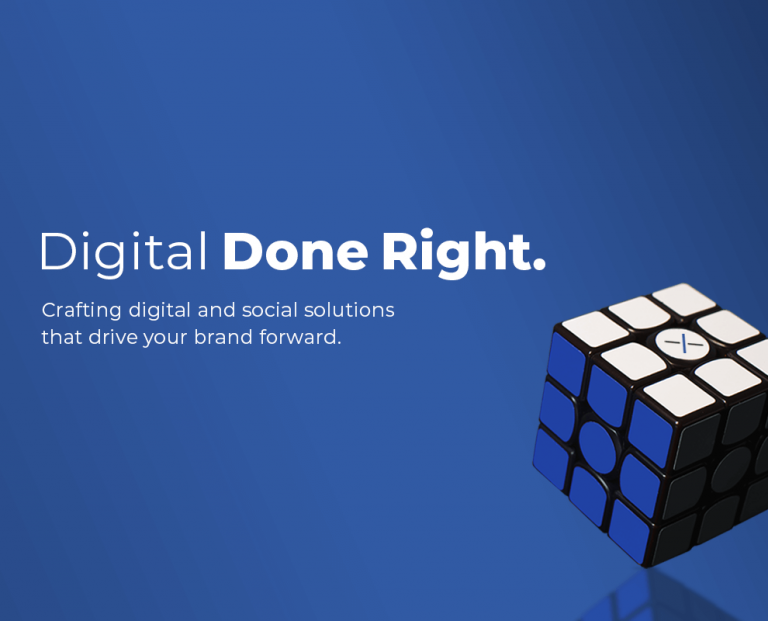 Digital Done Right.
Crafting digital and social solutions
that drive your brand forward.